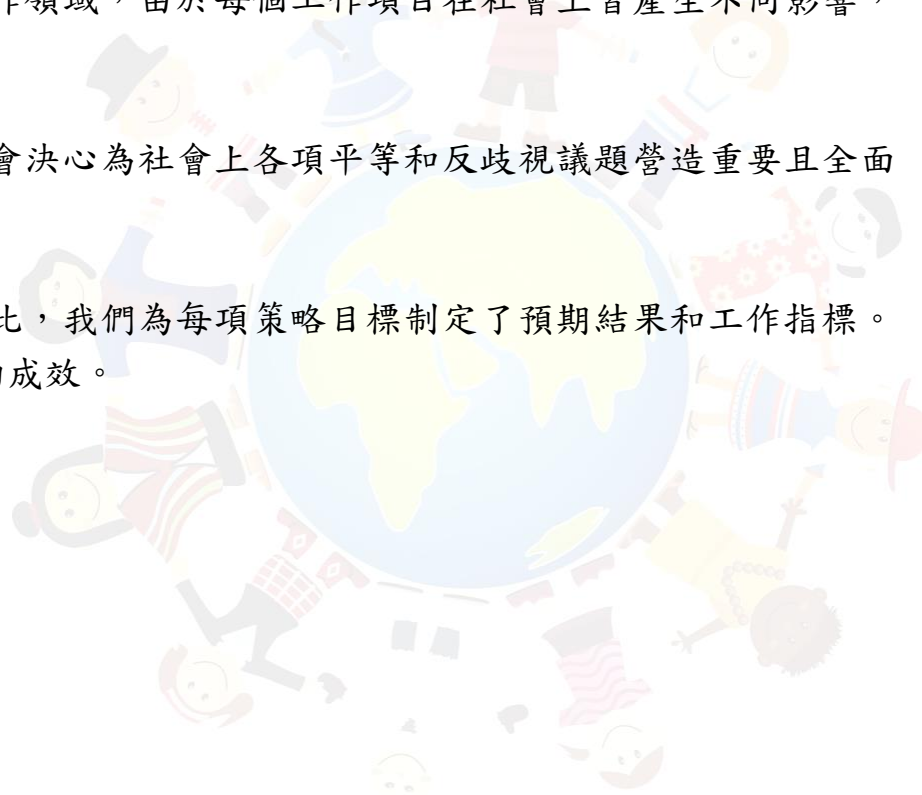 作領域，由於每個工作項目在社會上皆產生不同影響，
會決心為社會上各項平等和反歧視議題營造重要且全面
此，我們為每項策略目標制定了預期結果和工作指標。
的成效。